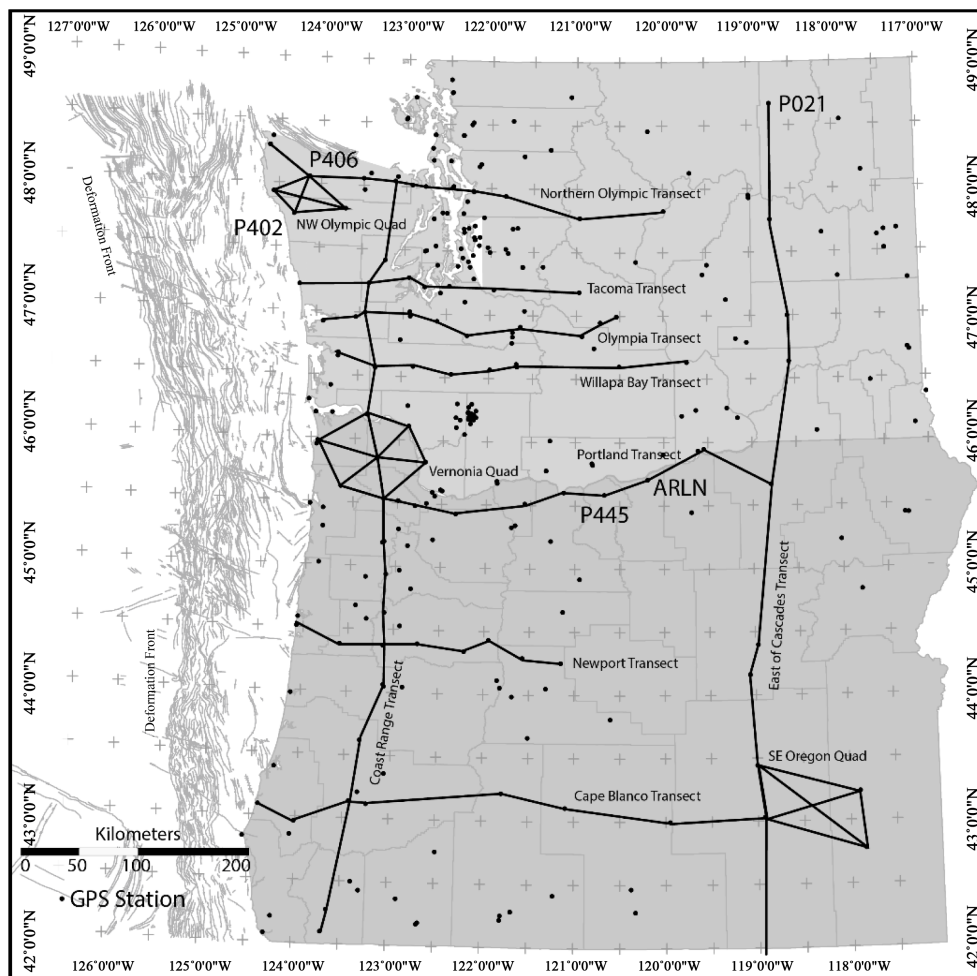 127°0'0"W 126°0'0"W 125°0'0"W 124°0'0"W 123°0'0"W 122°0'0"W 121°0'0"W 120°0'0"W 119°0'0"W 118°0'0"W 117°0'0"W
49°0'0"N
49°0'0"N
P021
P406
48°0'0"N
Northern Olympic Transect
48°0'0"N
P402
NW Olympic Quad
Deformation Front
Tacoma Transect
47°0'0"N
Olympia Transect
47°0'0"N
Willapa Bay Transect
46°0'0"N
Portland Transect
46°0'0"N
Vernonia Quad
ARLN
P445
45°0'0"N
45°0'0"N
East of Cascades Transect
Deformation Front
Newport Transect
44°0'0"N
Coast Range Transect
44°0'0"N
SE Oregon Quad
Cape Blanco Transect
43°0'0"N
43°0'0"N
Kilometers
0 50 100 200
GPS Station
42°0'0"N
42°0'0"N
126°0'0"W 125°0'0"W 124°0'0"W 123°0'0"W 122°0'0"W 121°0'0"W 120°0'0"W 119°0'0"W 118°0'0"W